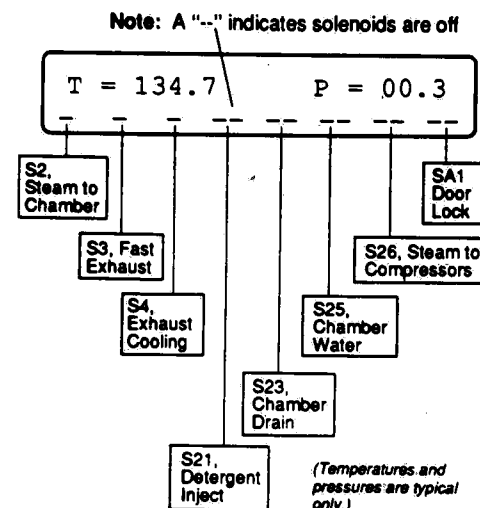 Note: A "--" indicates solenoids are off
T = 134.7 P = 00.3
- - - -- -- -- -- --
S2,
Steam to
Chamber
SA1
Door
Lock
S3, Fast
Exhaust
S26, Steam to
Compressors
S4,
Exhaust
Cooling
S25,
Chamber
Water
S23,
Chamber
Drain
S21,
Detergent
Inject
(Temperatures and
pressures are typical
only.)